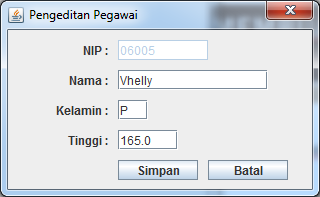 Pengeditan Pegawai
NIP : 06005
Nama : Vhelly
Kelamin : P
Tinggi : 165.0
Simpan Batal